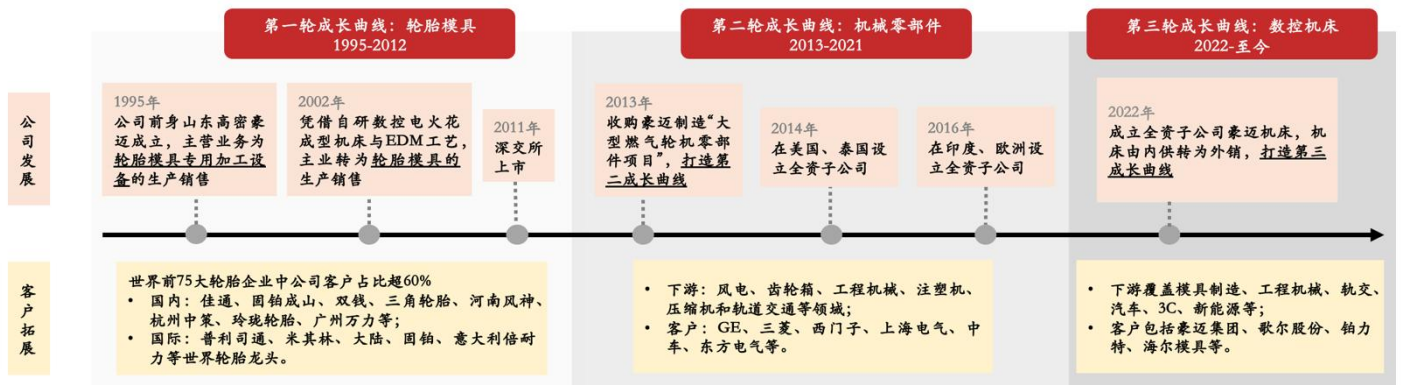 第一轮成长曲线：轮胎模具
1995-2012
第二轮成长曲线：机械零部件
2013-2021
第三轮成长曲线：数控机床
2022-至今
公司发展
1995年
公司前身山东高密豪
迈成立，主营业务为
轮胎模具专用加工设
备的生产销售
2002年
凭借自研数控电火花
成型机床与EDM工艺，
主业转为轮胎模具的
生产销售
2011年
深交所
上市
2013年
收购豪迈制造“大
型燃气轮机零部
件项目”，打造第
二成长曲线
2014年
在美国、泰国设
立全资子公司
2016年
在印度、欧洲设
立全资子公司
2022年
成立全资子公司豪迈机床，机
床由内供转为外销，打造第三
成长曲线
客户拓展
世界前75大轮胎企业中公司客户占比超60%
• 国内：佳通、固铂成山、双钱、三角轮胎、河南风神、
杭州中策、玲珑轮胎、广州万力等；
• 国际：普利司通、米其林、大陆、固铂、意大利倍耐
力等世界轮胎龙头。
• 下游：风电、齿轮箱、工程机械、注塑机、
压缩机和轨道交通等领域；
• 客户：GE、三菱、西门子、上海电气、中
车、东方电气等。
• 下游覆盖模具制造、工程机械、轨交、
汽车、3C、新能源等；
• 客户包括豪迈集团、歌尔股份、铂力
特、海尔模具等。